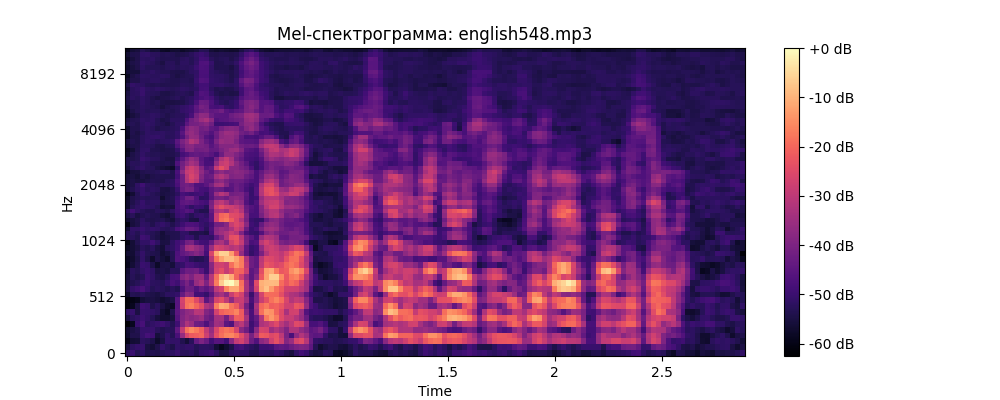 Mel-спектрограмма: english548.mp3
+0 dB
8192
-10 dB
4096
-20 dB
2048
-30 dB
Hz
1024
-40 dB
512
-50 dB
0
-60 dB
0 0.5 1 1.5 2 2.5
Time